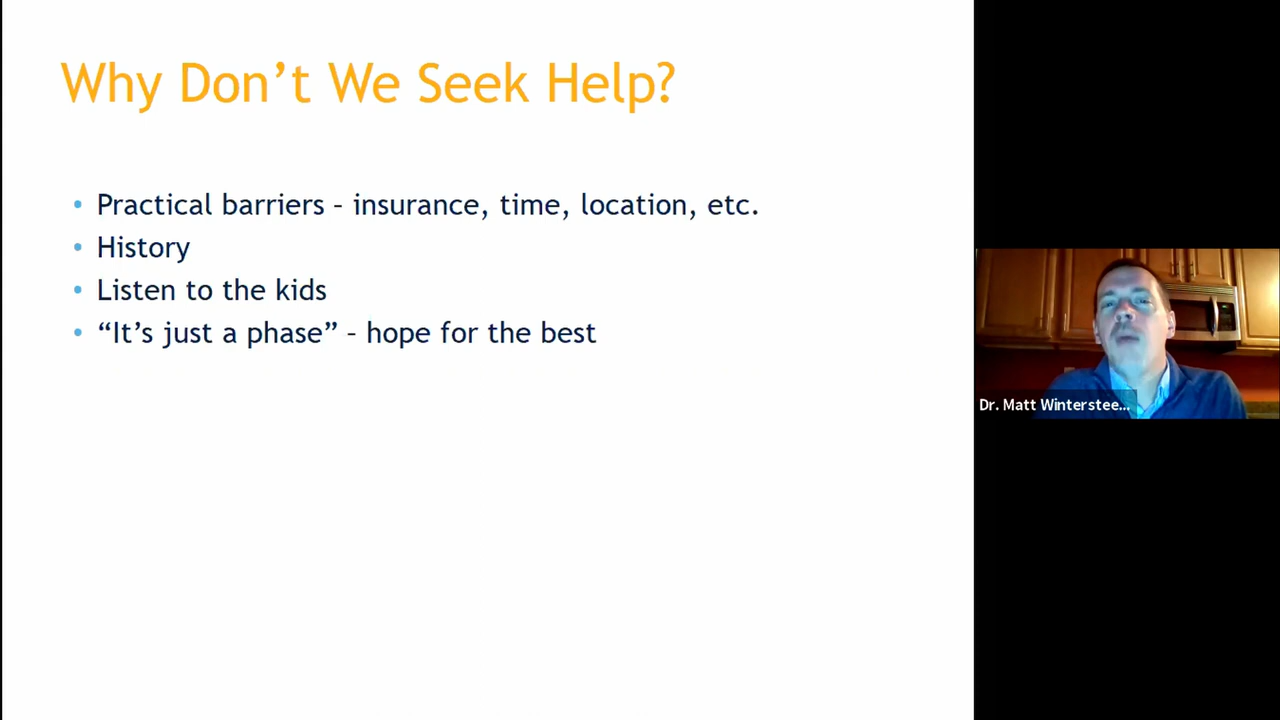 Why Don’t We Seek Help?
• Practical barriers – insurance, time, location, etc.
• History
• Listen to the kids
• “It’s just a phase” – hope for the best
Dr. Matt Winterstee...